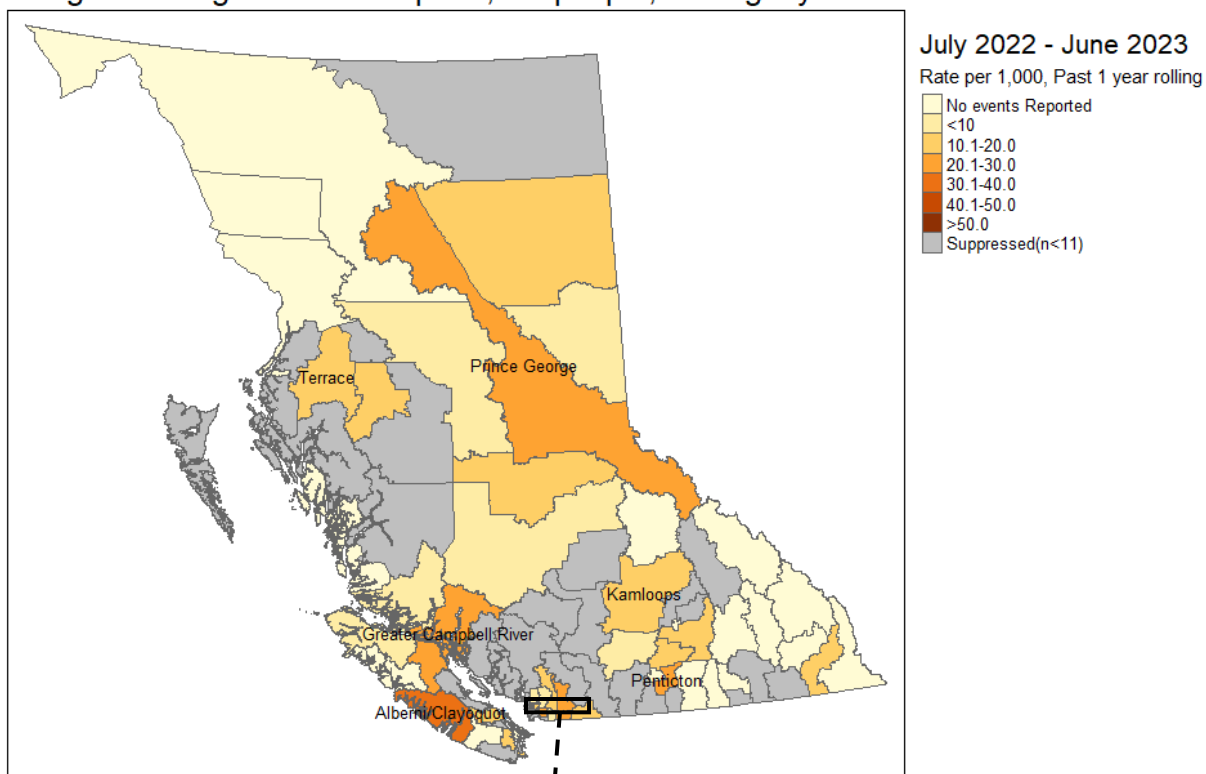 July 2022 - June 2023
Rate per 1,000, Past 1 year rolling
No events Reported
<10
10.1-20.0
20.1-30.0
30.1-40.0
40.1-50.0
>50.0
Suppressed(n<11)
Prince George
Terrace
Kamloops
Greater Campbell River
Penticton
Alberni/Clayoquot